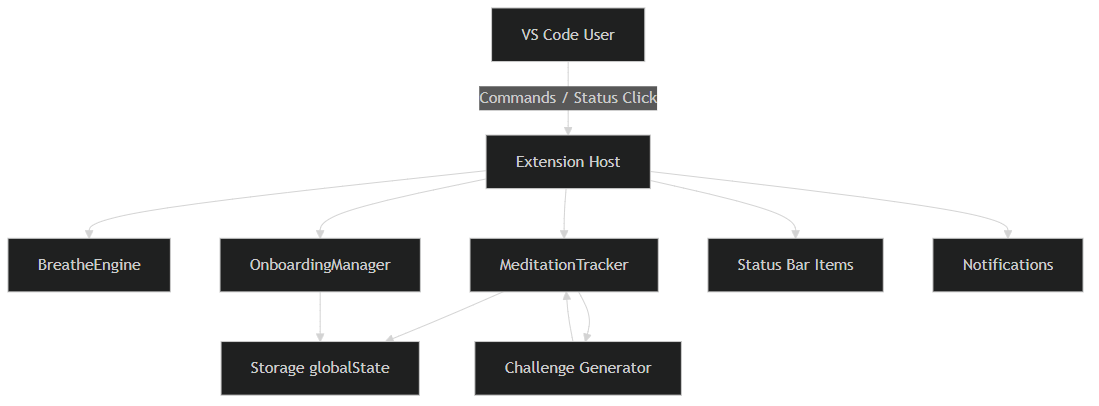 VS Code User
Commands / Status Click
Extension Host
BreatheEngine
OnboardingManager
MeditationTracker
Status Bar Items
Notifications
Storage globalState
Challenge Generator